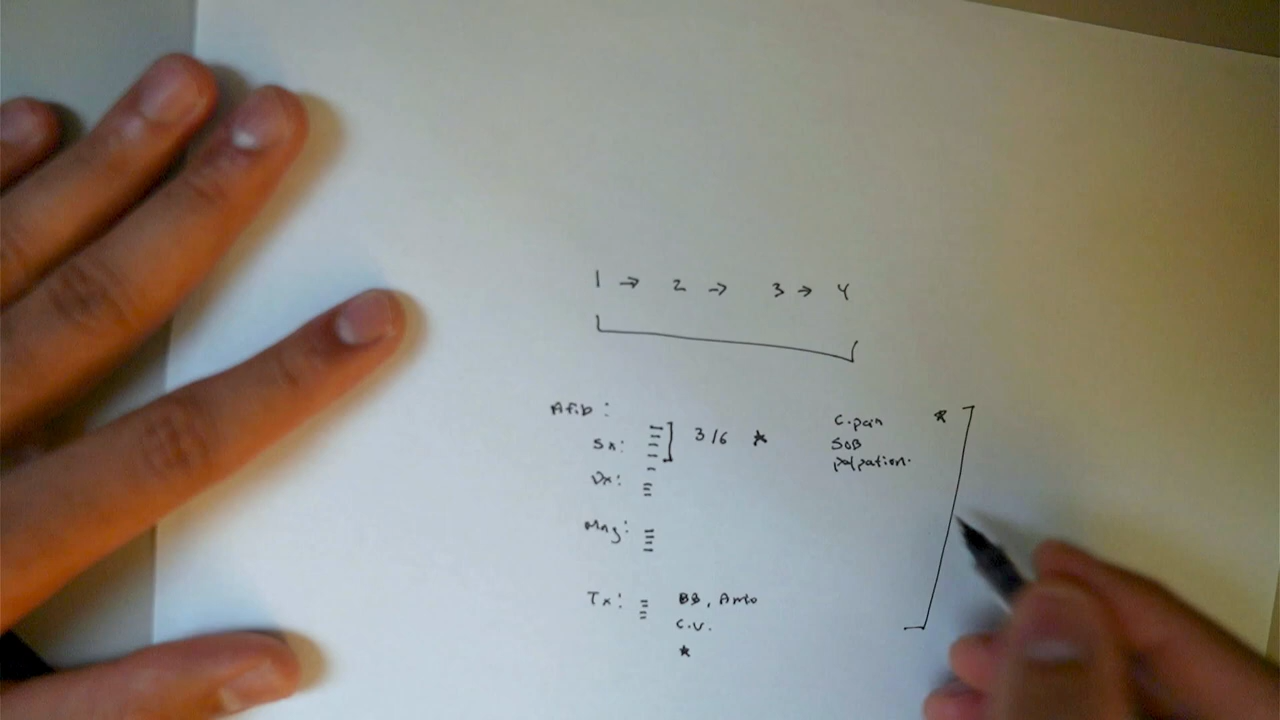 1 → 2 → 3 → 4
Afib:
Sx: 3/6 ★
C.pain ★
SOB
palpation.
Dx:
Mng:
Tx: BB, Amio
C.V.
★